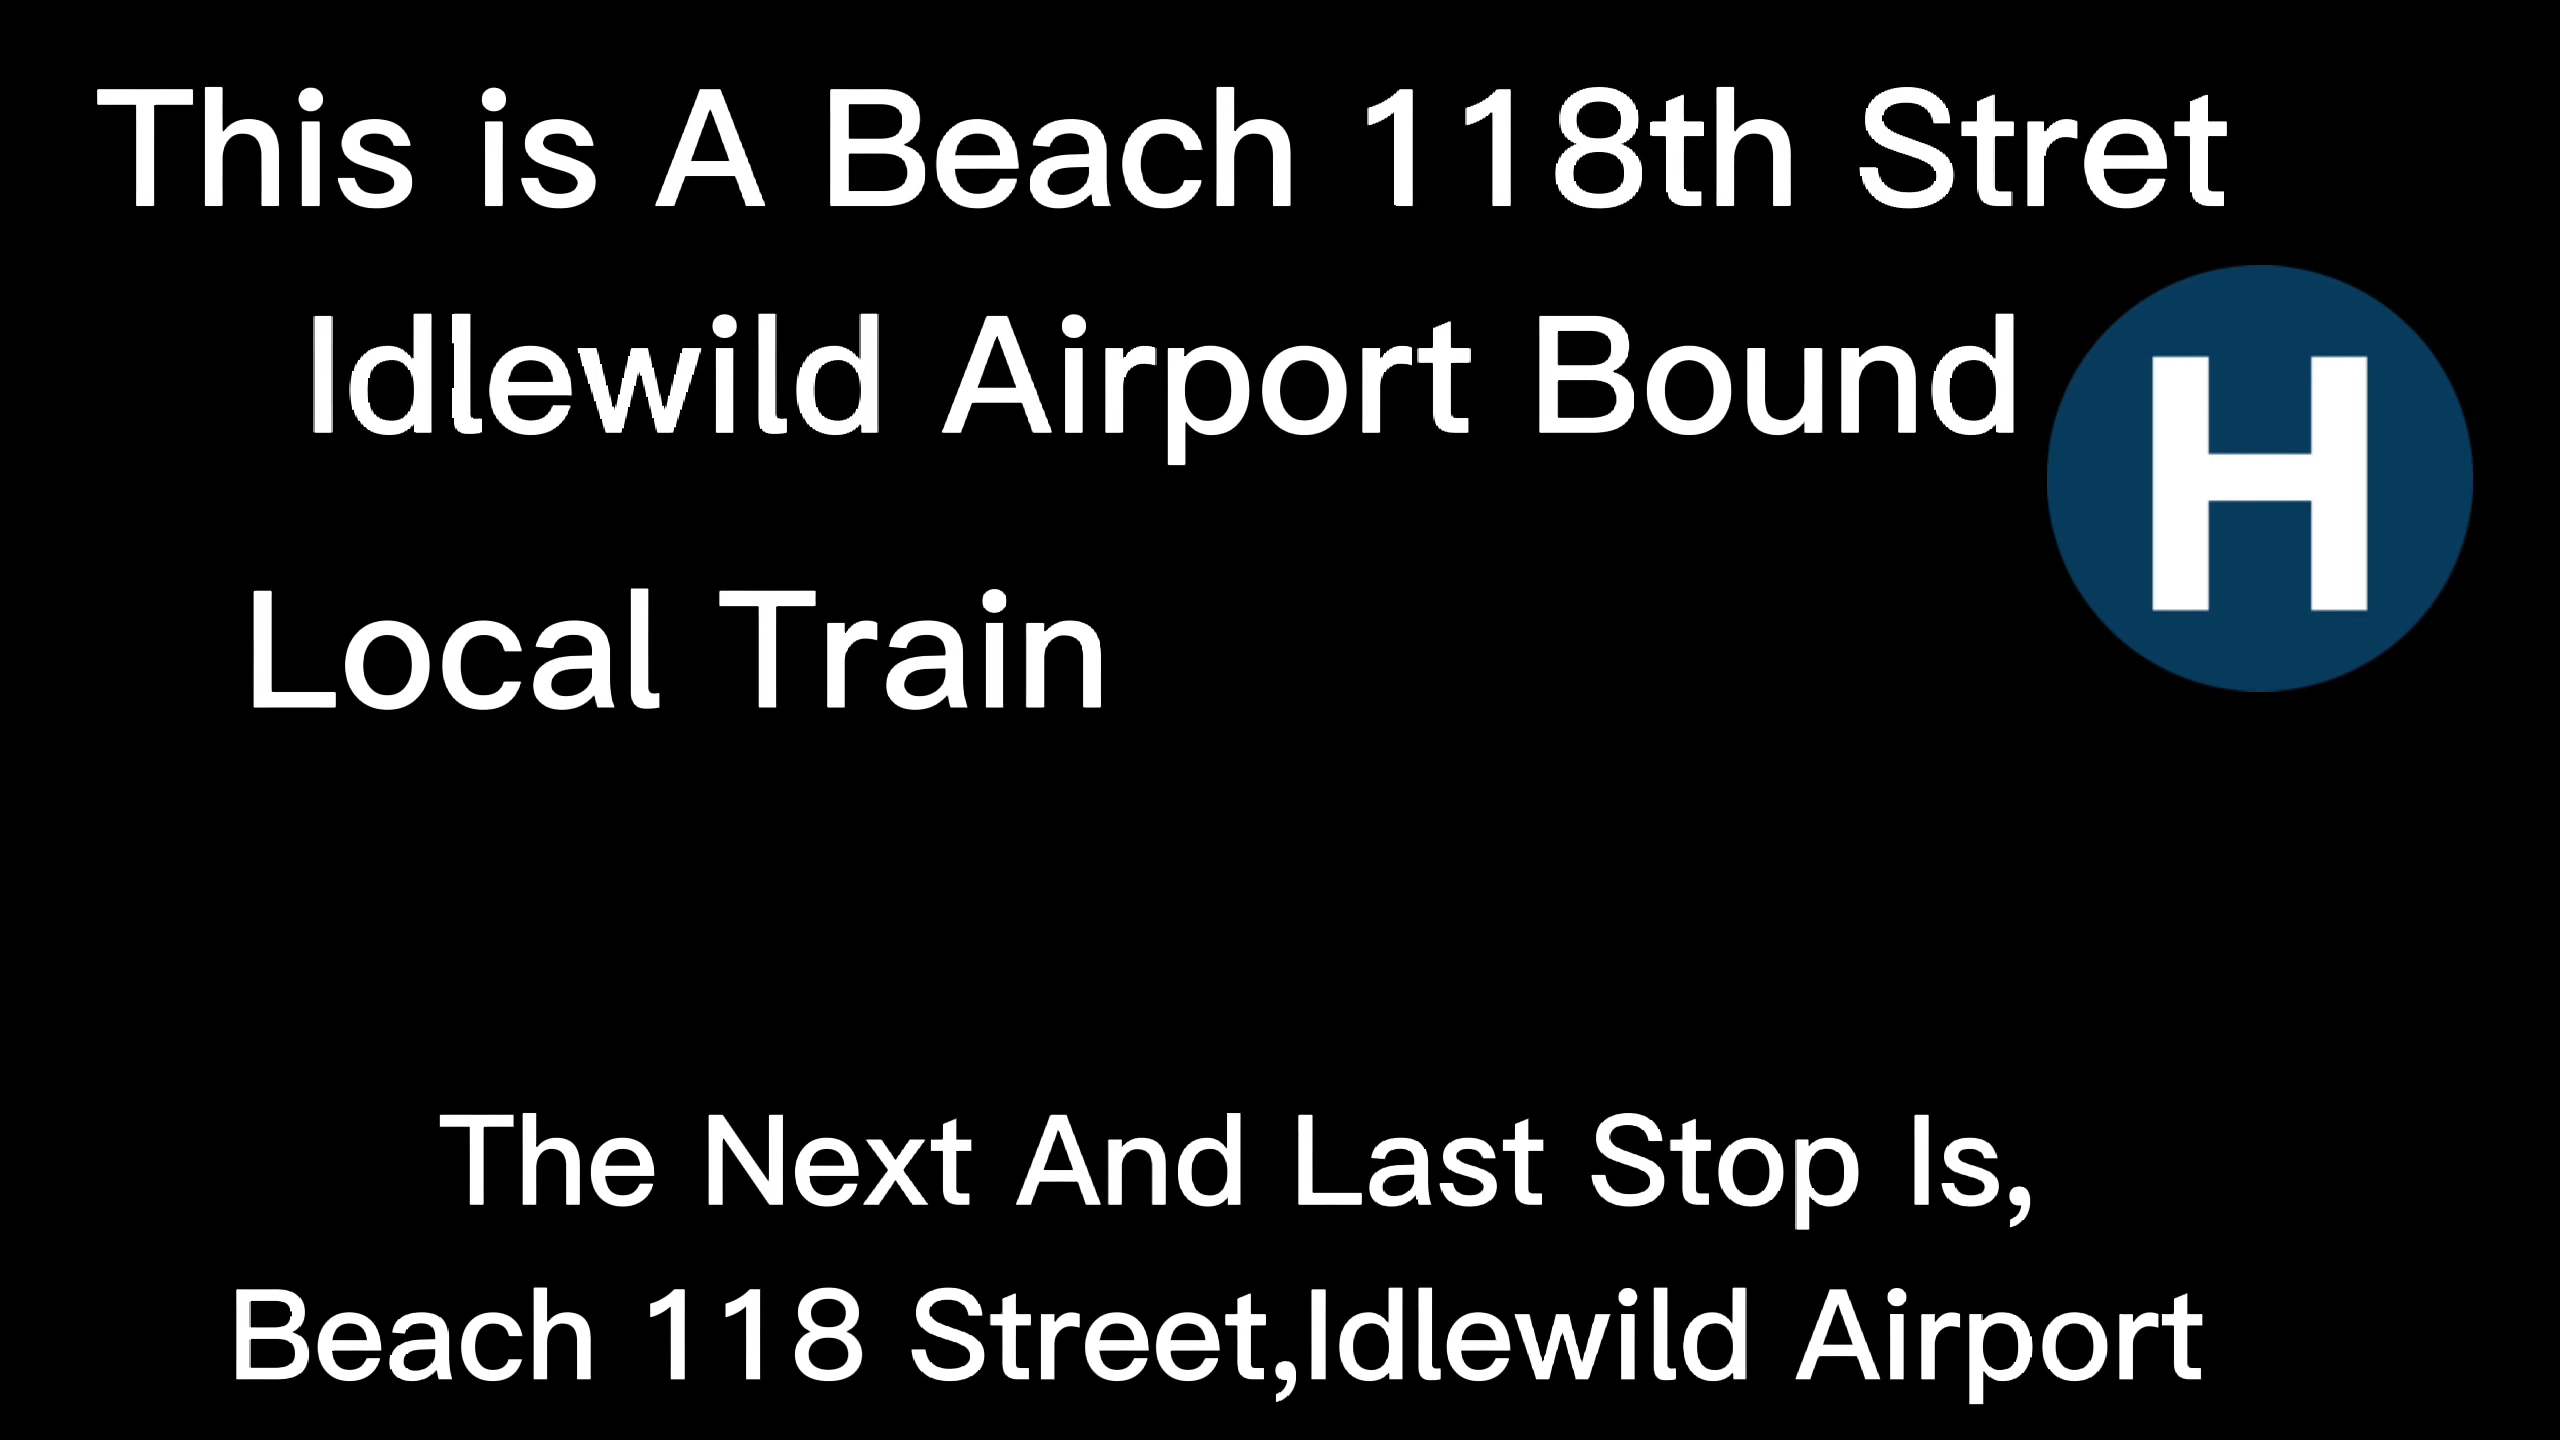 This is A Beach 118th Stret
Idlewild Airport Bound
H
Local Train
The Next And Last Stop Is,
Beach 118 Street,Idlewild Airport